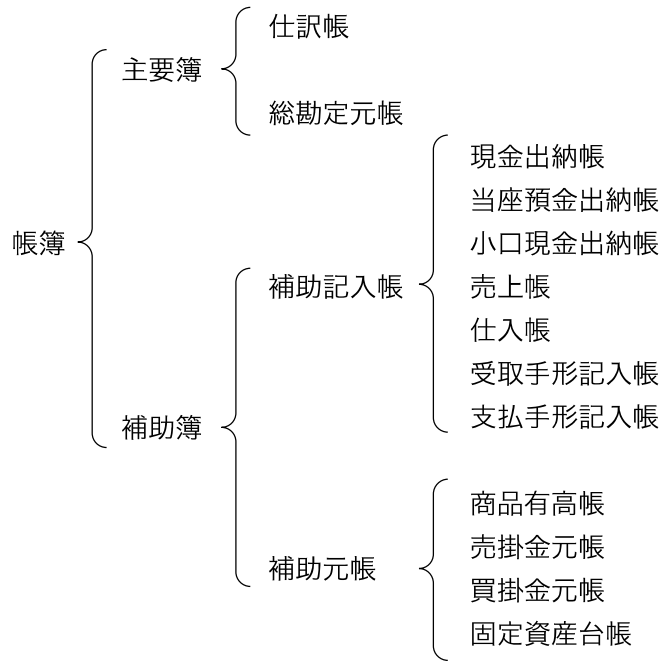 帳簿
主要簿
仕訳帳
総勘定元帳
補助簿
補助記入帳
現金出納帳
当座預金出納帳
小口現金出納帳
売上帳
仕入帳
受取手形記入帳
支払手形記入帳
補助元帳
商品有高帳
売掛金元帳
買掛金元帳
固定資産台帳